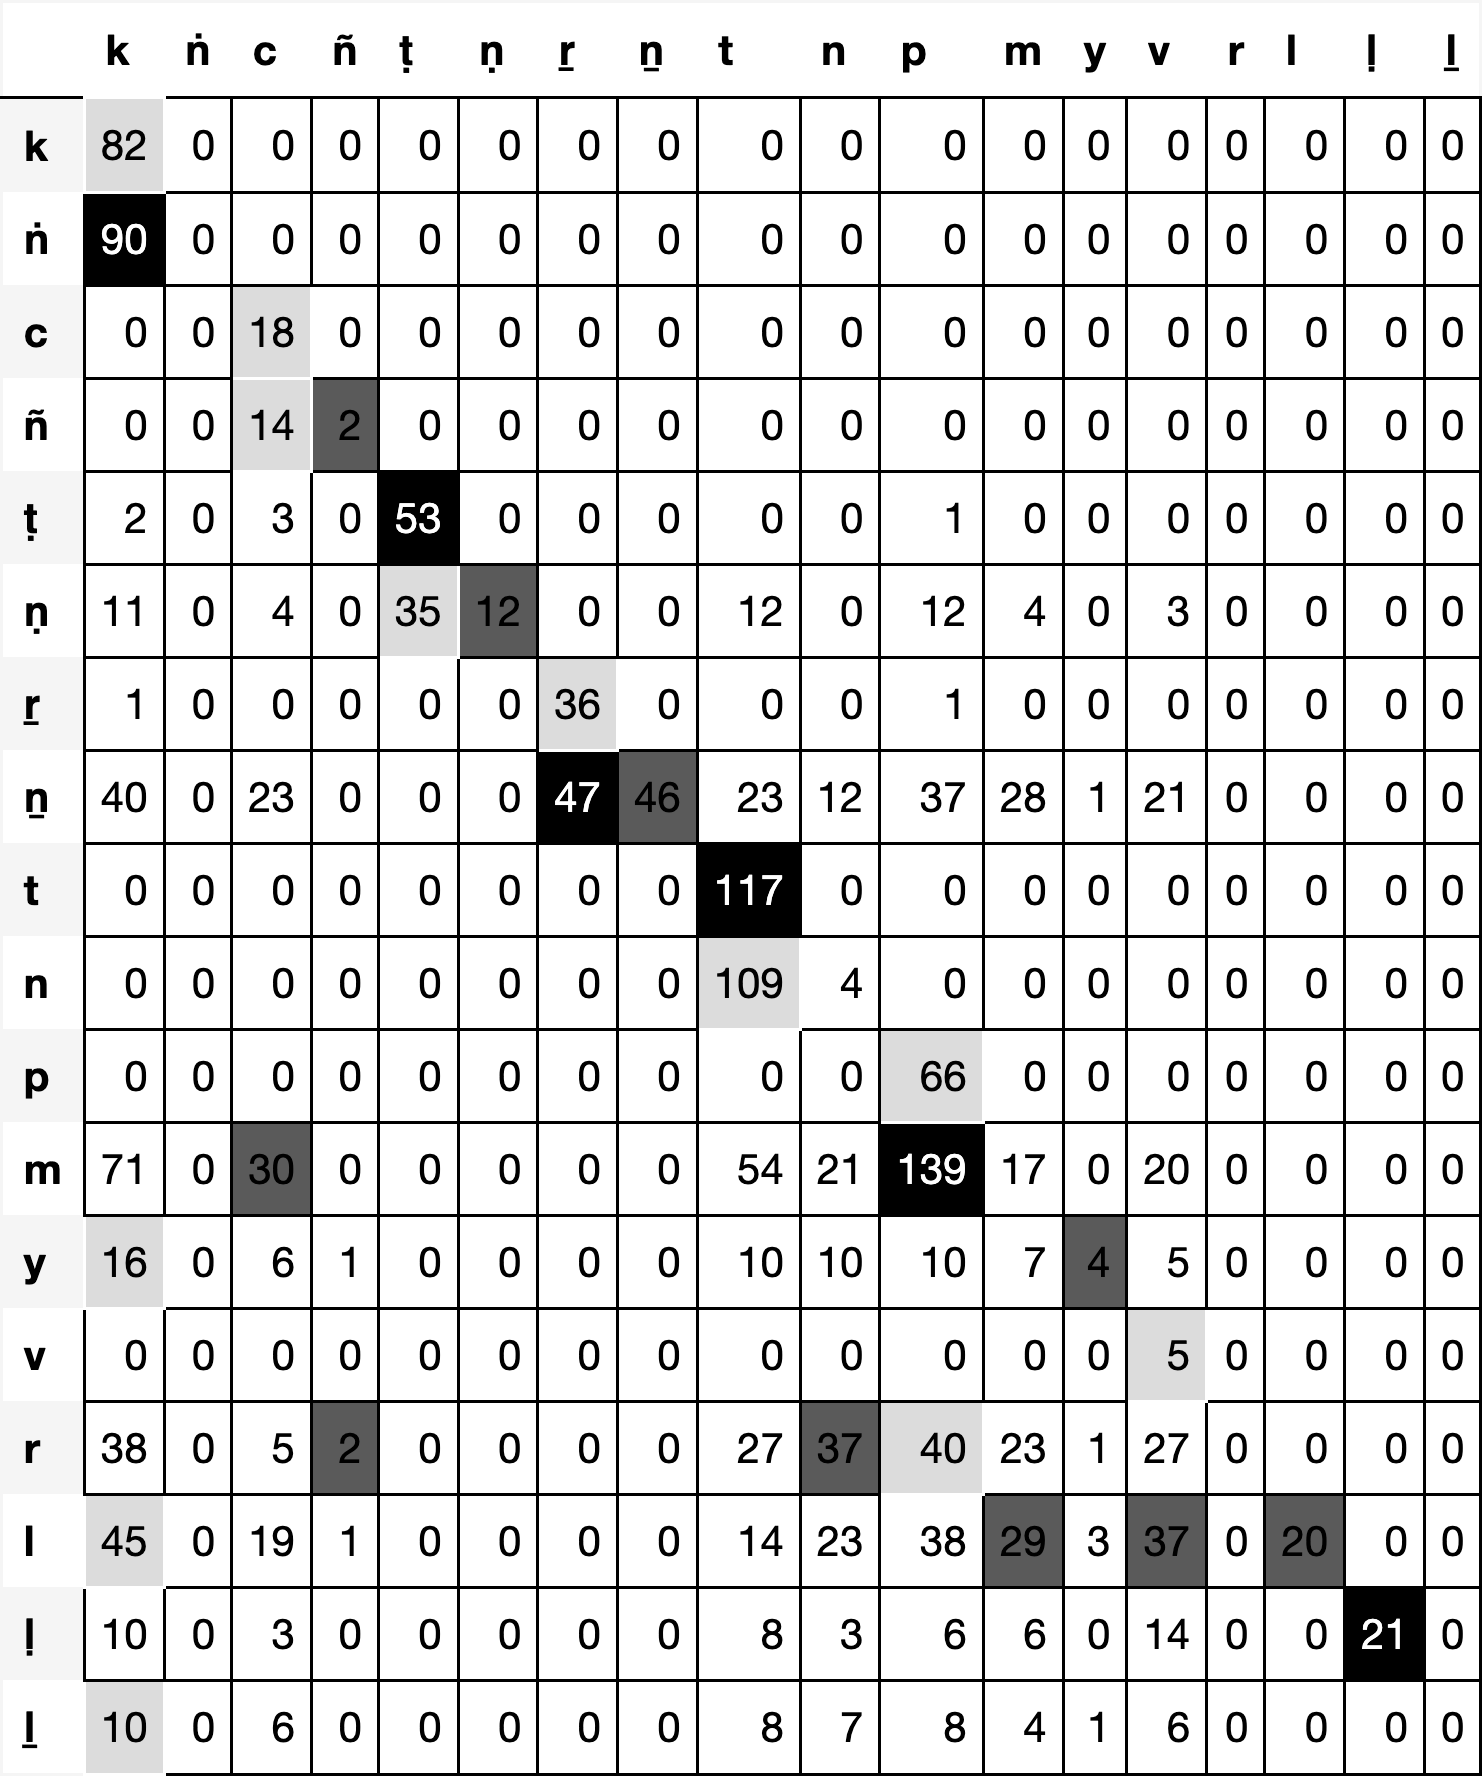 k ṅ c ñ ṭ ṇ ṟ ṉ t n p m y v r l ḷ ḻ
k 82 0 0 0 0 0 0 0 0 0 0 0 0 0 0 0 0 0
ṅ 90 0 0 0 0 0 0 0 0 0 0 0 0 0 0 0 0 0
c 0 0 18 0 0 0 0 0 0 0 0 0 0 0 0 0 0 0
ñ 0 0 14 2 0 0 0 0 0 0 0 0 0 0 0 0 0 0
ṭ 2 0 3 0 53 0 0 0 0 0 1 0 0 0 0 0 0 0
ṇ 11 0 4 0 35 12 0 0 12 0 12 4 0 3 0 0 0 0
ṟ 1 0 0 0 0 0 36 0 0 0 1 0 0 0 0 0 0 0
ṉ 40 0 23 0 0 0 47 46 23 12 37 28 1 21 0 0 0 0
t 0 0 0 0 0 0 0 0 117 0 0 0 0 0 0 0 0 0
n 0 0 0 0 0 0 0 0 109 4 0 0 0 0 0 0 0 0
p 0 0 0 0 0 0 0 0 0 0 66 0 0 0 0 0 0 0
m 71 0 30 0 0 0 0 0 54 21 139 17 0 20 0 0 0 0
y 16 0 6 1 0 0 0 0 10 10 10 7 4 5 0 0 0 0
v 0 0 0 0 0 0 0 0 0 0 0 0 0 5 0 0 0 0
r 38 0 5 2 0 0 0 0 27 37 40 23 1 27 0 0 0 0
l 45 0 19 1 0 0 0 0 14 23 38 29 3 37 0 20 0 0
ḷ 10 0 3 0 0 0 0 0 8 3 6 6 0 14 0 0 21 0
ḻ 10 0 6 0 0 0 0 0 8 7 8 4 1 6 0 0 0 0